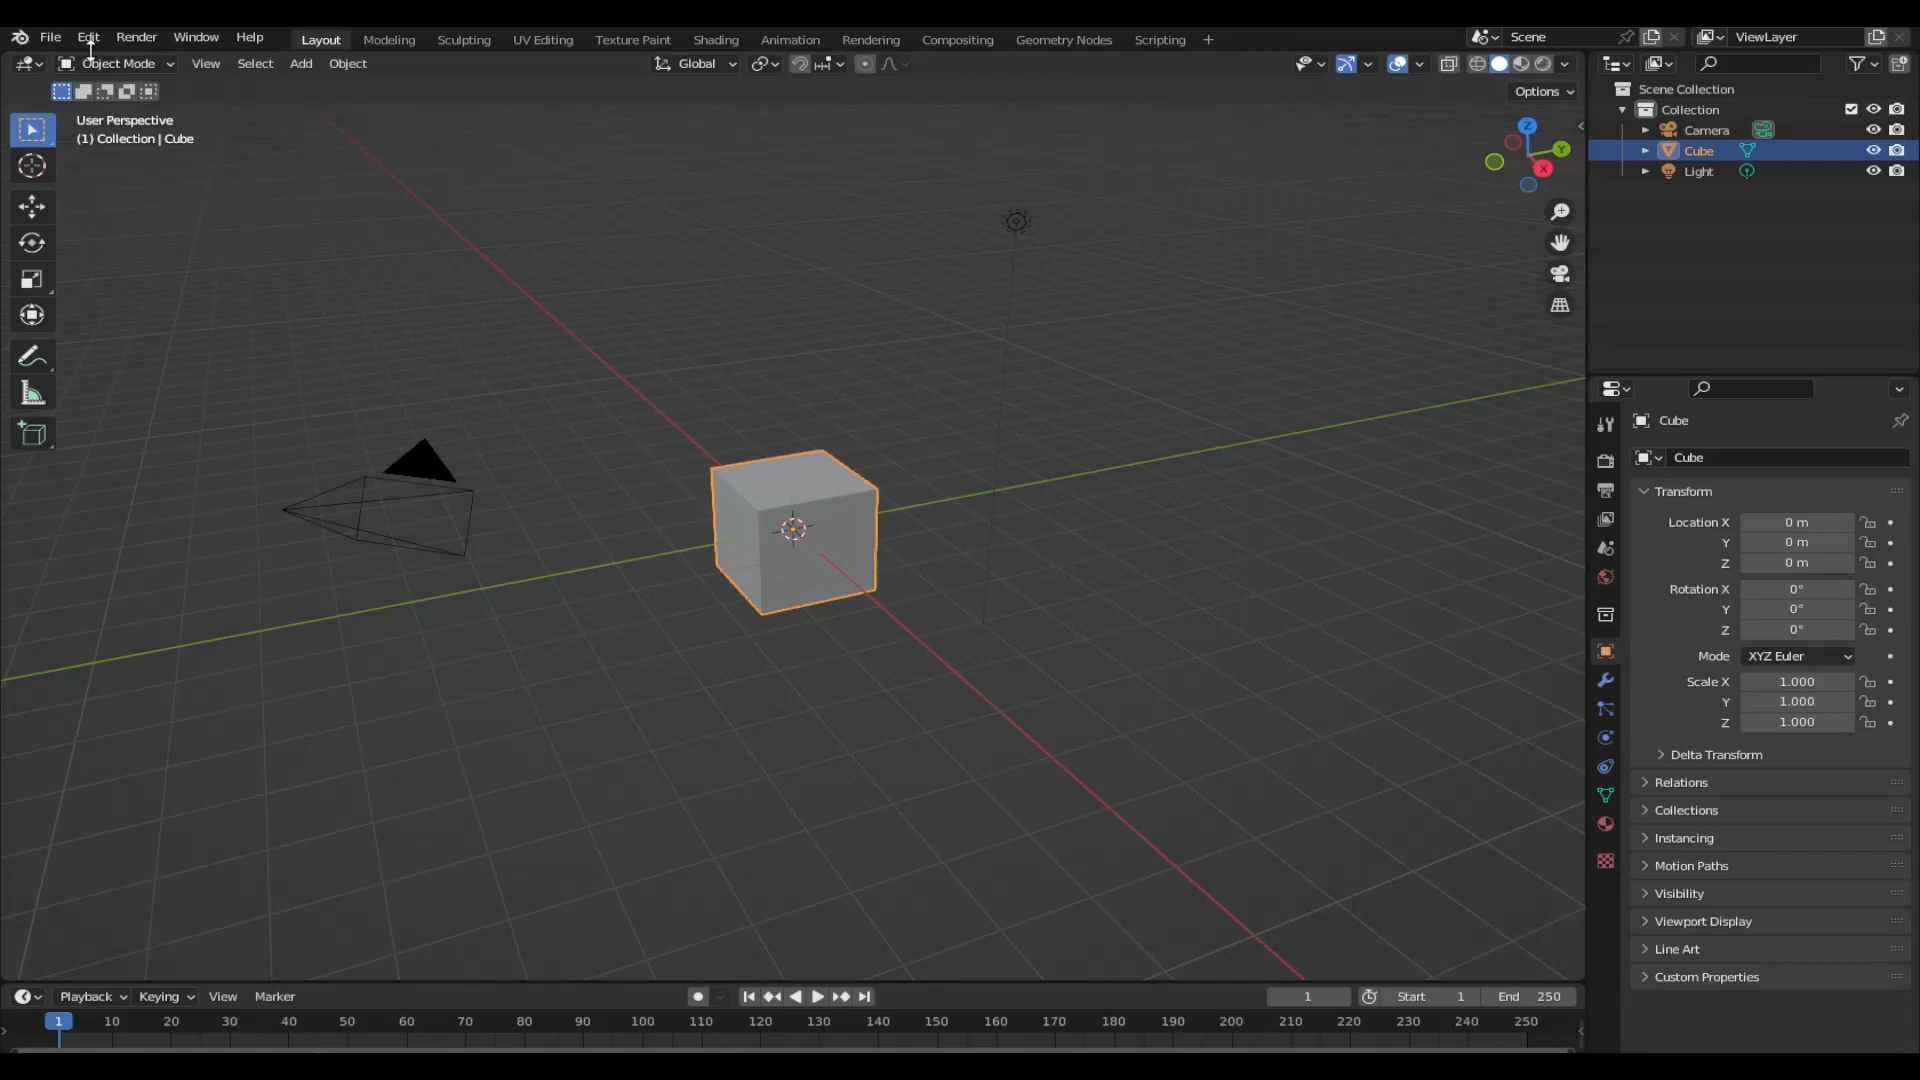 File Edit Render Window Help Layout Modeling Sculpting UV Editing Texture Paint Shading Animation Rendering Compositing Geometry Nodes Scripting + Scene ViewLayer
Object Mode View Select Add Object Global
Options
User Perspective
(1) Collection | Cube
Z
Y
X
Scene Collection
Collection
Camera
Cube
Light
Cube
Cube
Transform
Location X 0 m
Y 0 m
Z 0 m
Rotation X 0°
Y 0°
Z 0°
Mode XYZ Euler
Scale X 1.000
Y 1.000
Z 1.000
Delta Transform
Relations
Collections
Instancing
Motion Paths
Visibility
Viewport Display
Line Art
Custom Properties
Playback Keying View Marker 1 Start 1 End 250
1 10 20 30 40 50 60 70 80 90 100 110 120 130 140 150 160 170 180 190 200 210 220 230 240 250